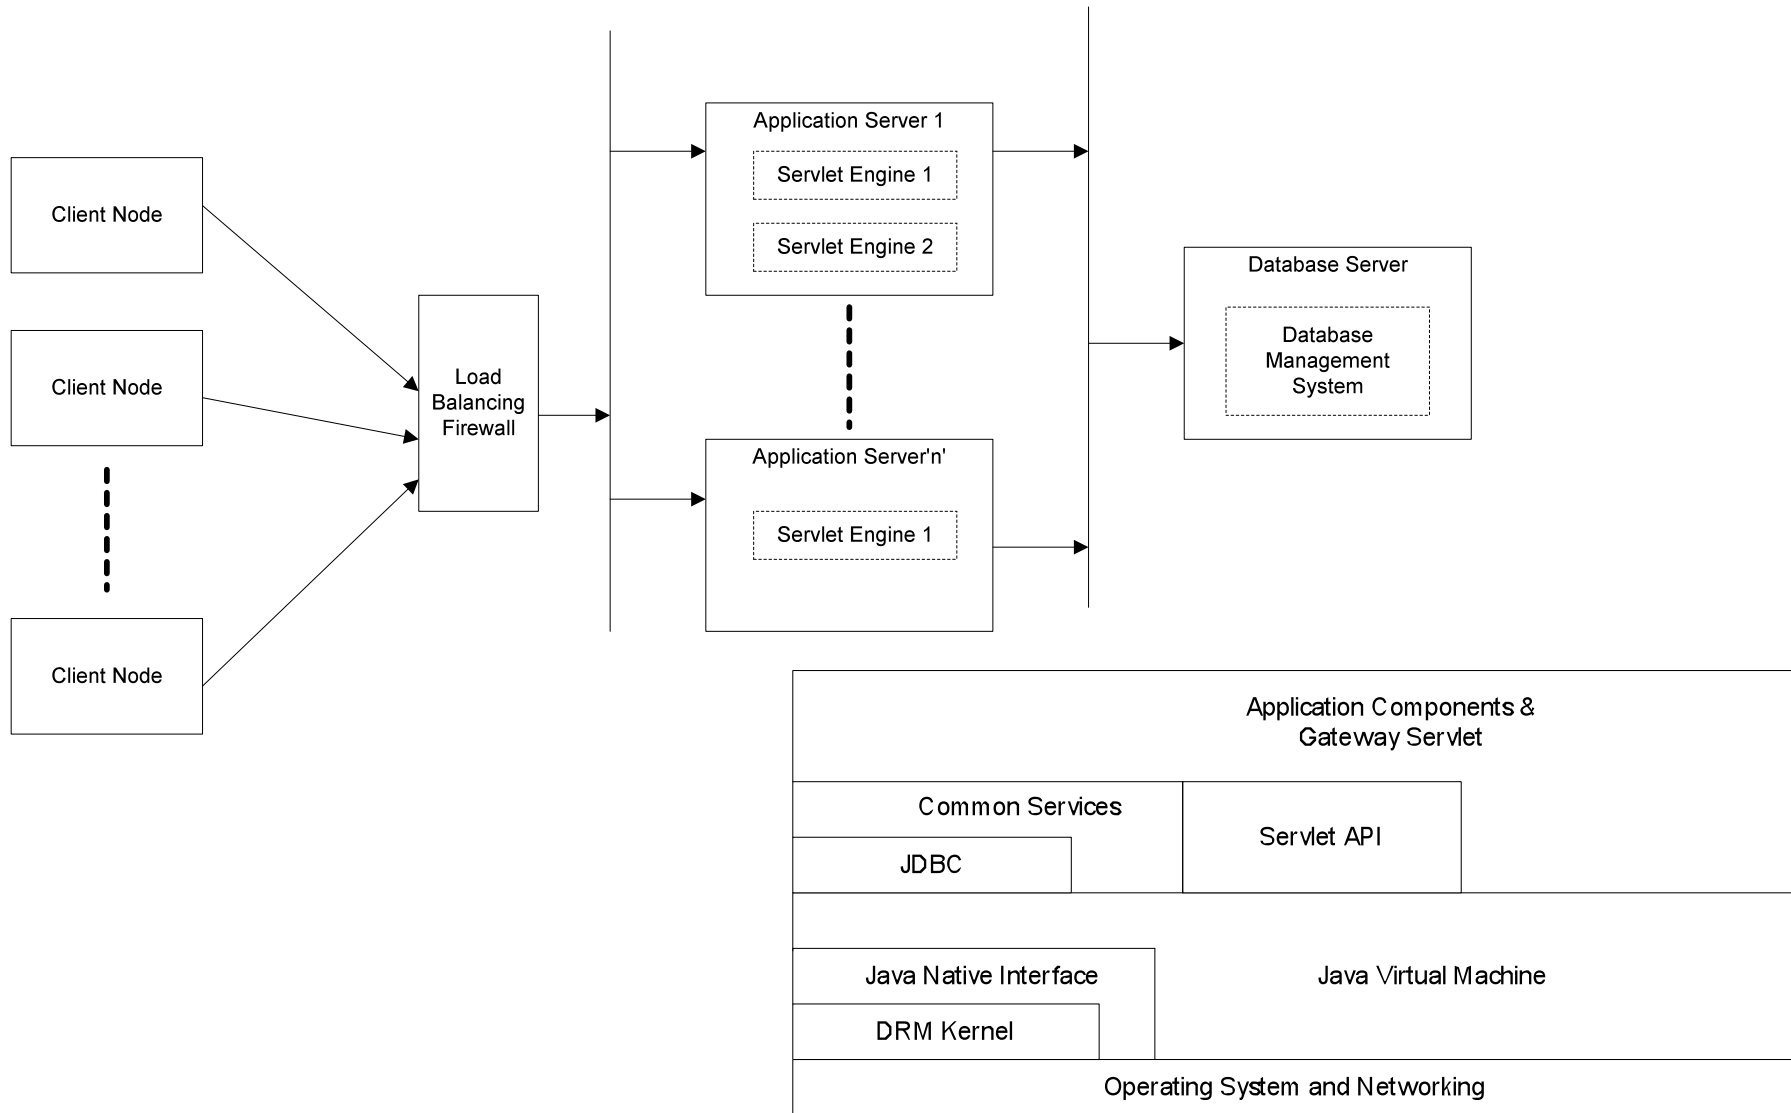 Client Node
Client Node
Client Node
Load
Balancing
Firewall
Application Server 1
Servlet Engine 1
Servlet Engine 2
Application Server'n'
Servlet Engine 1
Database Server
Database
Management
System
Application Components &
Gateway Servlet
Common Services
Servlet API
JDBC
Java Native Interface
Java Virtual Machine
DRM Kernel
Operating System and Networking